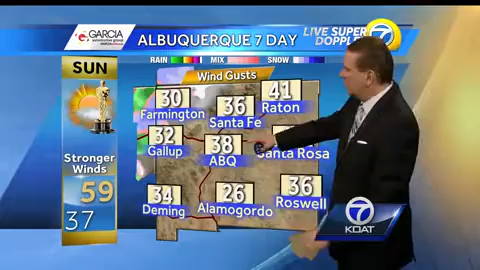 GARCIA
ALBUQUERQUE 7 DAY
LIVE SUPER
DOPPLER 7
RAIN
MIX
SNOW
SUN
Wind Gusts
30
Farmington
36
Santa Fe
41
Raton
32
Gallup
38
ABQ
Santa Rosa
Stronger
Winds
59
37
34
Deming
26
Alamogordo
36
Roswell
7
KOAT